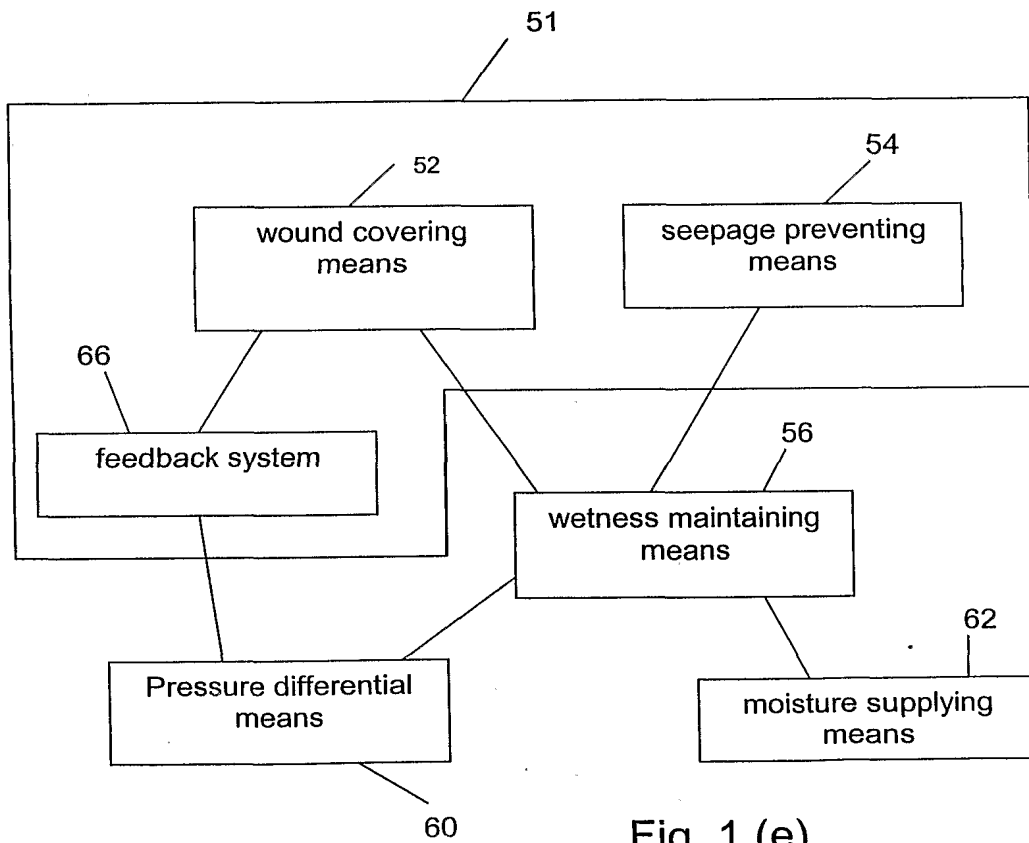 51
52
54
wound covering
means
seepage preventing
means
66
feedback system
56
wetness maintaining
means
62
Pressure differential
means
moisture supplying
means
60
Fig. 1 (e)